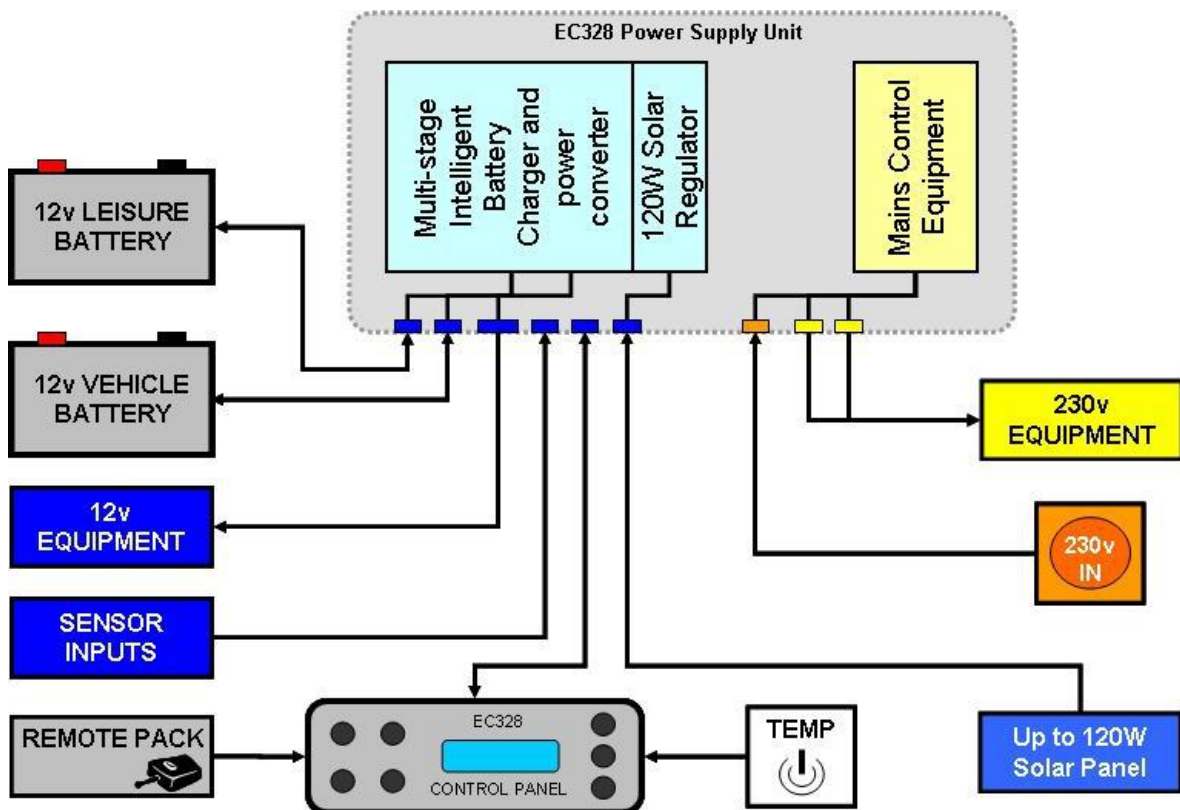 EC328 Power Supply Unit
Multi-stage
Intelligent
Battery
Charger and
power
converter
120W Solar
Regulator
Mains Control
Equipment
12v LEISURE
BATTERY
12v VEHICLE
BATTERY
12v
EQUIPMENT
SENSOR
INPUTS
REMOTE PACK
EC328
CONTROL PANEL
TEMP
230v
EQUIPMENT
230v
IN
Up to 120W
Solar Panel